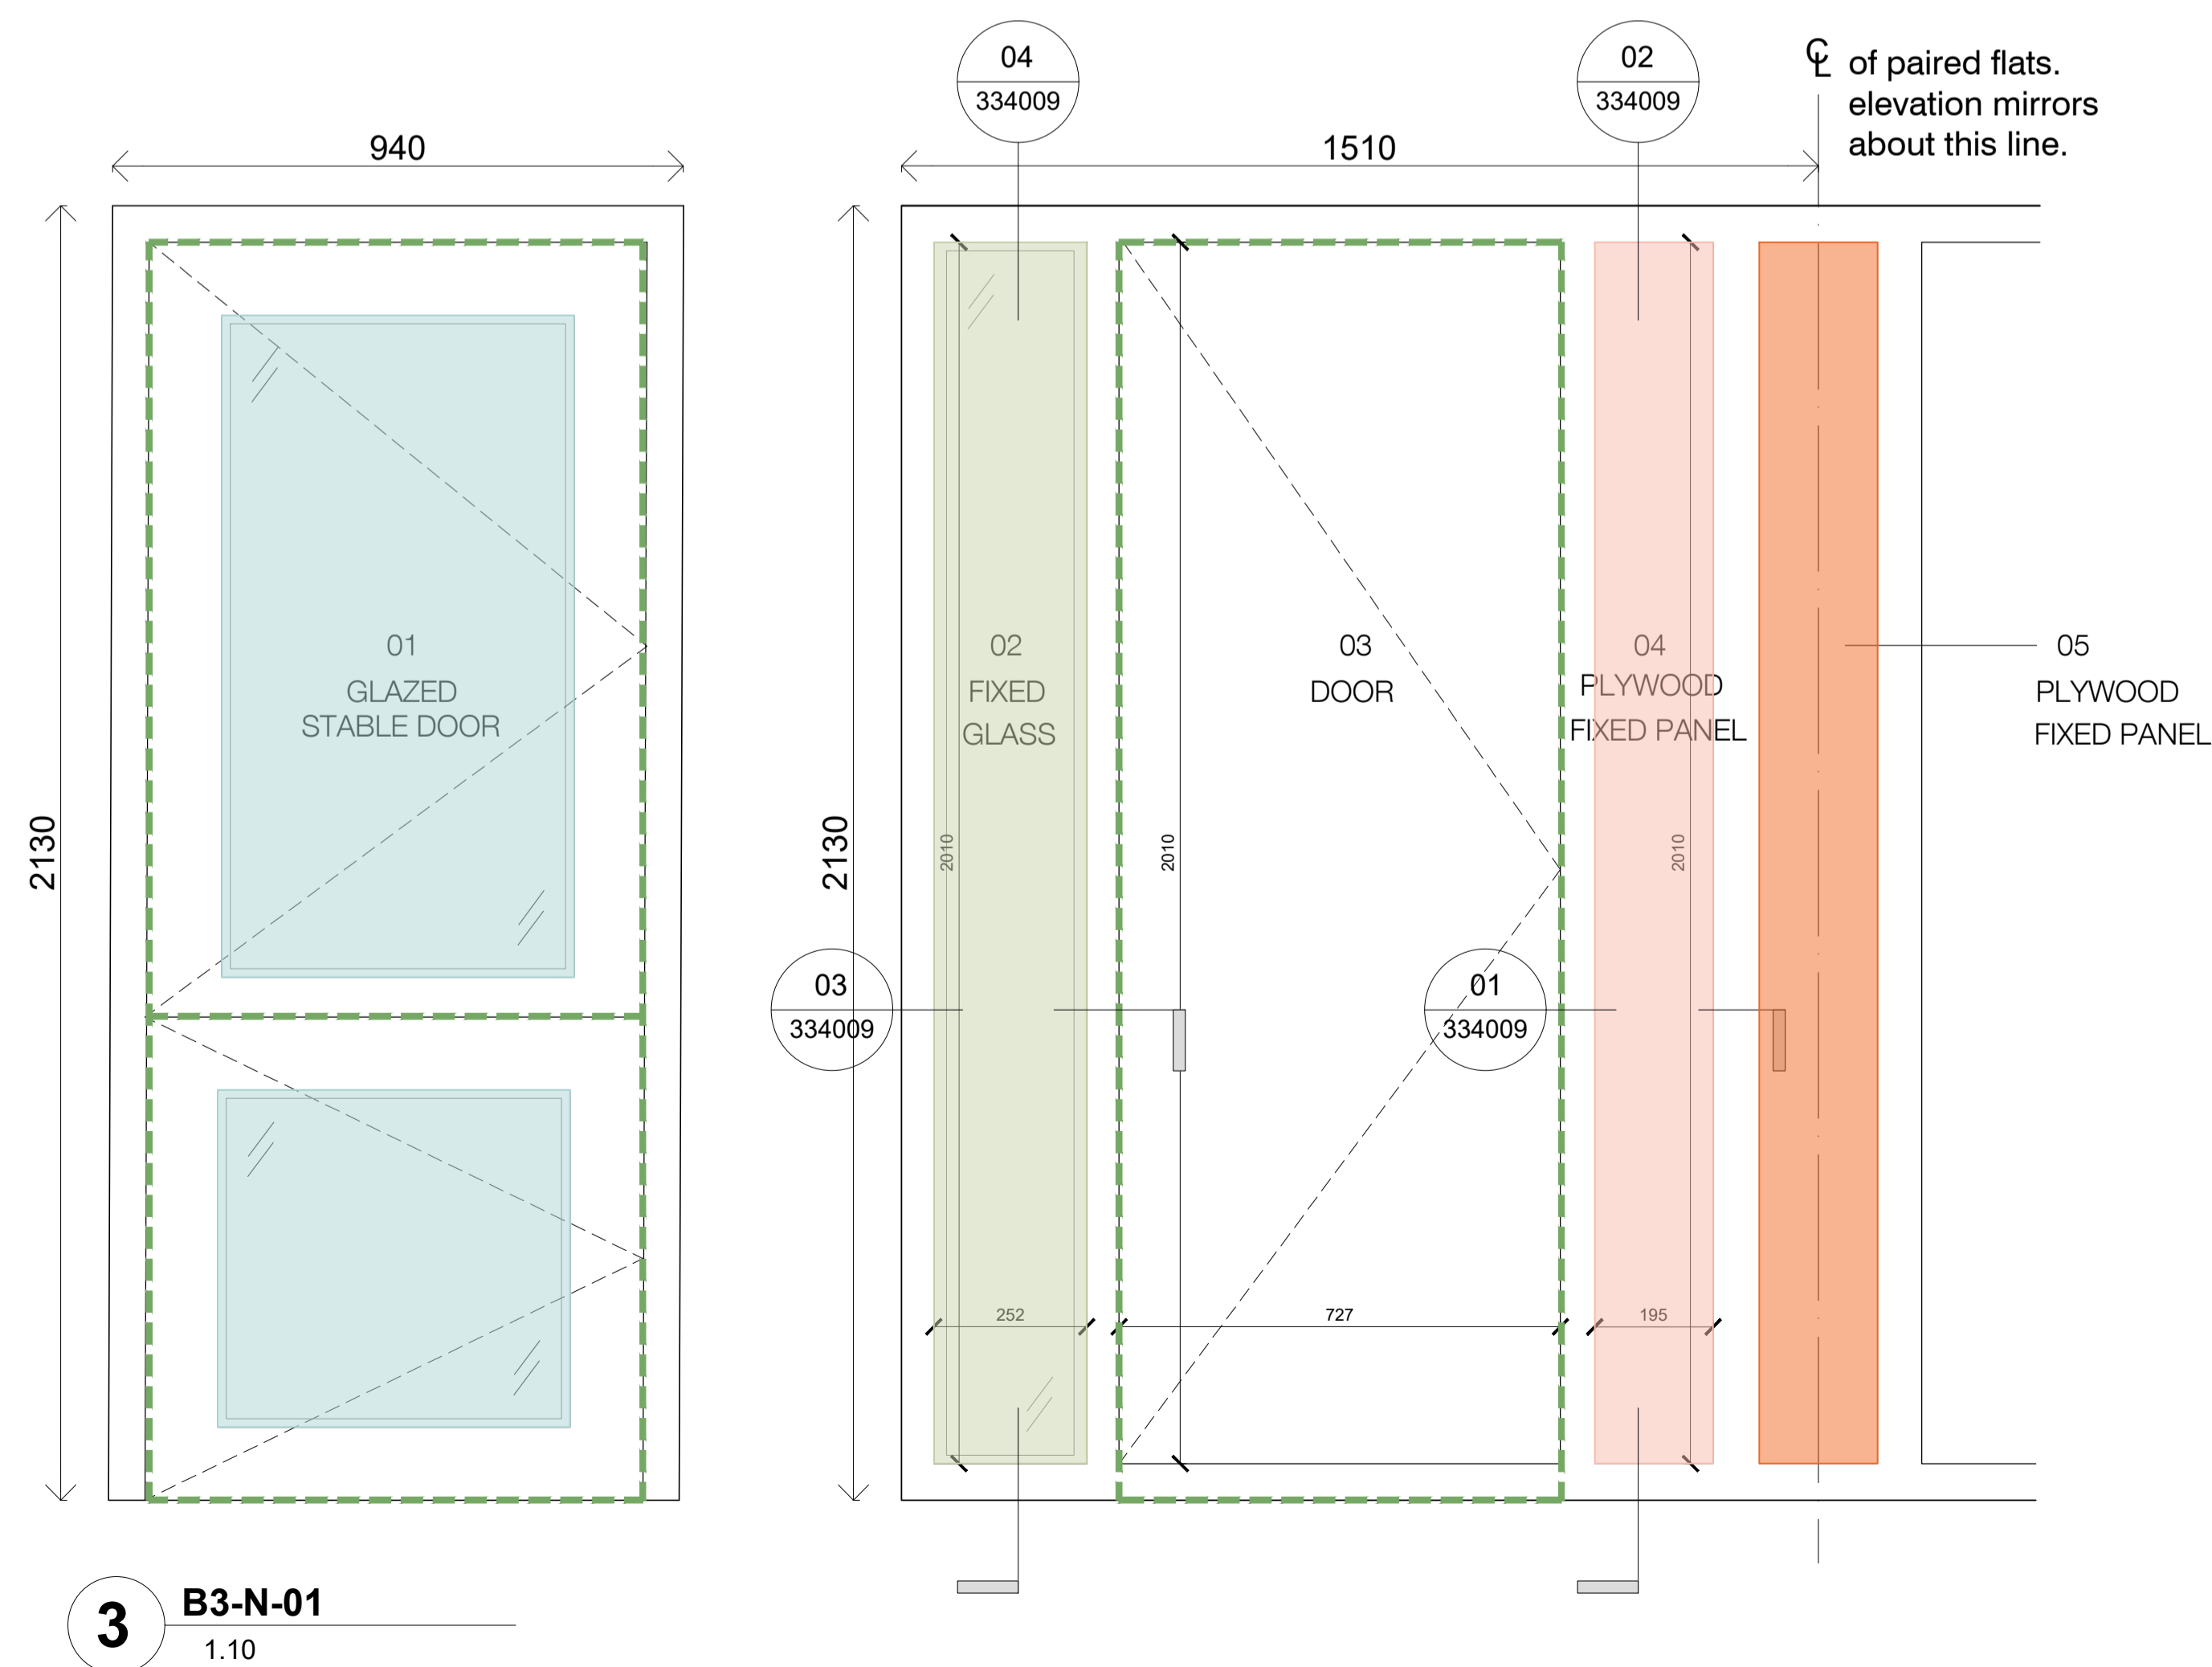 04
334009
02
334009
℄ of paired flats.
elevation mirrors
about this line.
940
1510
01
GLAZED
STABLE DOOR
02
FIXED
GLASS
03
DOOR
04
PLYWOOD
FIXED PANEL
05
PLYWOOD
FIXED PANEL
2130
2130
2010
2010
2010
03
334009
01
334009
252
727
195
3
B3-N-01
1.10